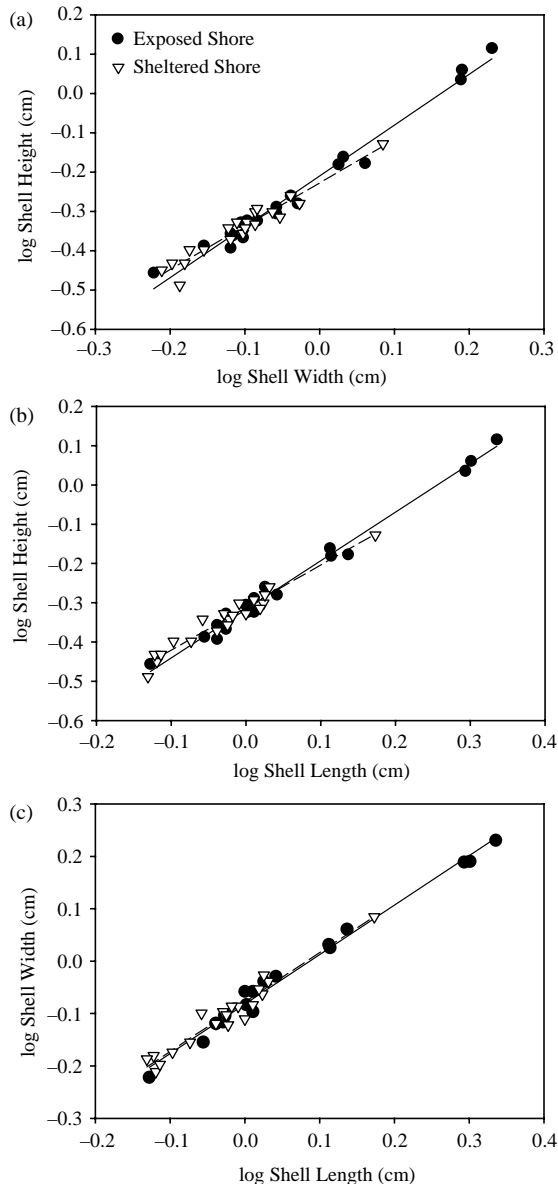 (a)
Exposed Shore
Sheltered Shore
0.2
0.1
0.0
–0.1
–0.2
–0.3
–0.4
–0.5
–0.6
log Shell Height (cm)
–0.3 –0.2 –0.1 0.0 0.1 0.2 0.3
log Shell Width (cm)
(b)
0.2
0.1
0.0
–0.1
–0.2
–0.3
–0.4
–0.5
–0.6
log Shell Height (cm)
–0.2 –0.1 0.0 0.1 0.2 0.3 0.4
log Shell Length (cm)
(c)
0.3
0.2
0.1
0.0
–0.1
–0.2
–0.3
log Shell Width (cm)
–0.2 –0.1 0.0 0.1 0.2 0.3 0.4
log Shell Length (cm)